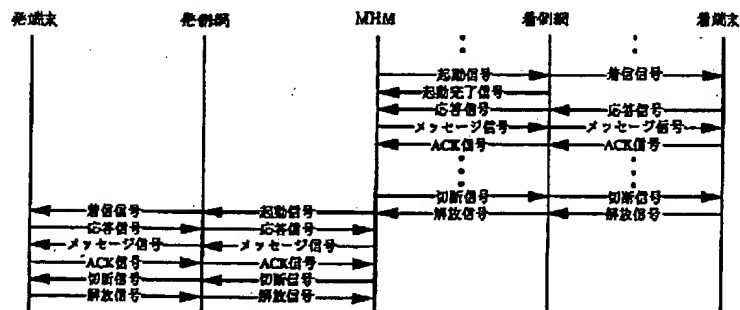 発端末 発側網 MHM 着側網 着端末
起動信号 着信信号
起動完了信号
応答信号 応答信号
メッセージ信号 メッセージ信号
ACK信号 ACK信号
切断信号 切断信号
解放信号 解放信号
着信信号 起動信号
応答信号 応答信号
メッセージ信号 メッセージ信号
ACK信号 ACK信号
切断信号 切断信号
解放信号 解放信号